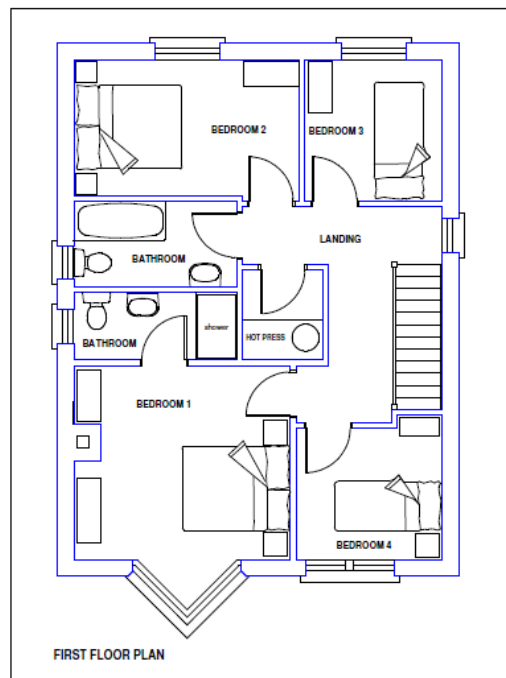 BEDROOM 2
BEDROOM 3
LANDING
BATHROOM
HOT PRESS
shower
BATHROOM
BEDROOM 1
BEDROOM 4
FIRST FLOOR PLAN